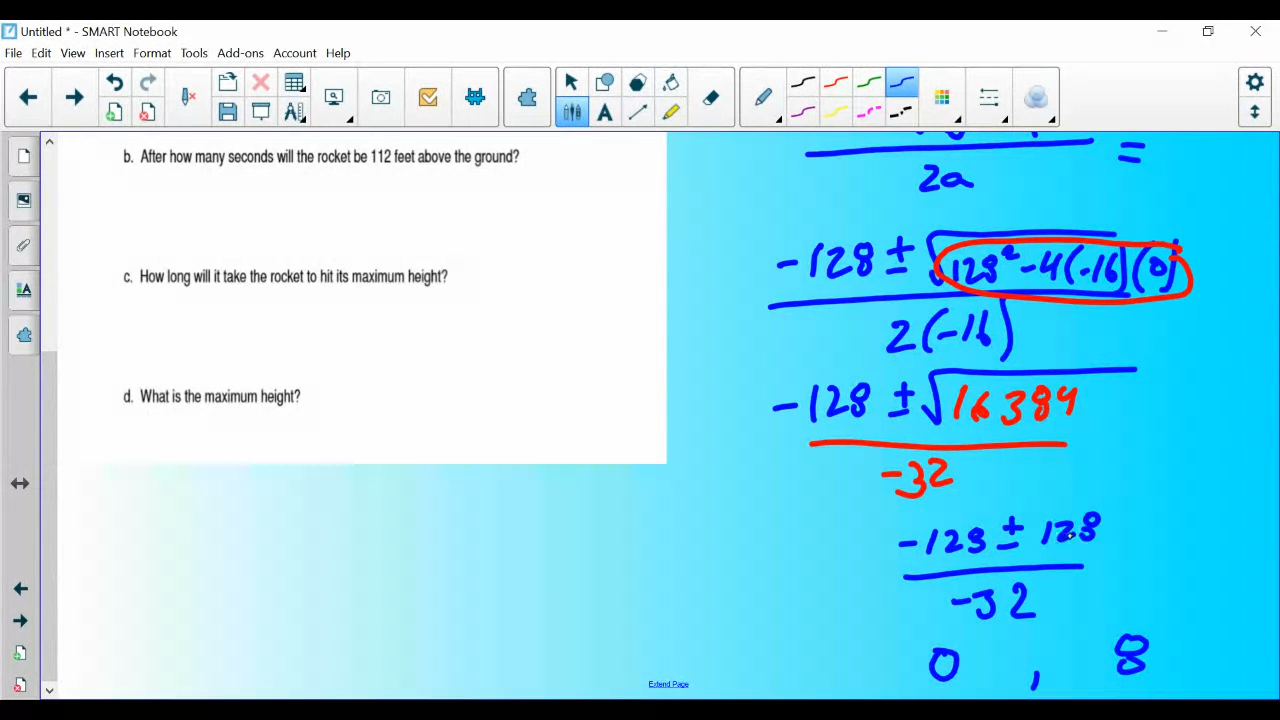 Untitled * - SMART Notebook
File Edit View Insert Format Tools Add-ons Account Help
b. After how many seconds will the rocket be 112 feet above the ground?
c. How long will it take the rocket to hit its maximum height?
d. What is the maximum height?
2a =
-128 ± √128² - 4(-16)(0)
2(-16)
-128 ± √16384
-32
-128 ± 128
-32
0 , 8
Extend Page